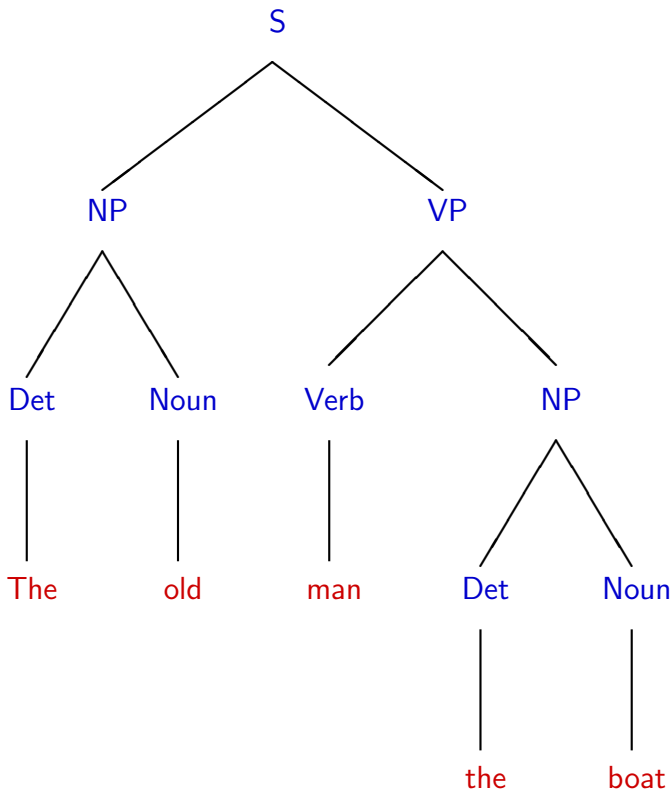 S
NP VP
Det Noun Verb NP
The old man Det Noun
the boat